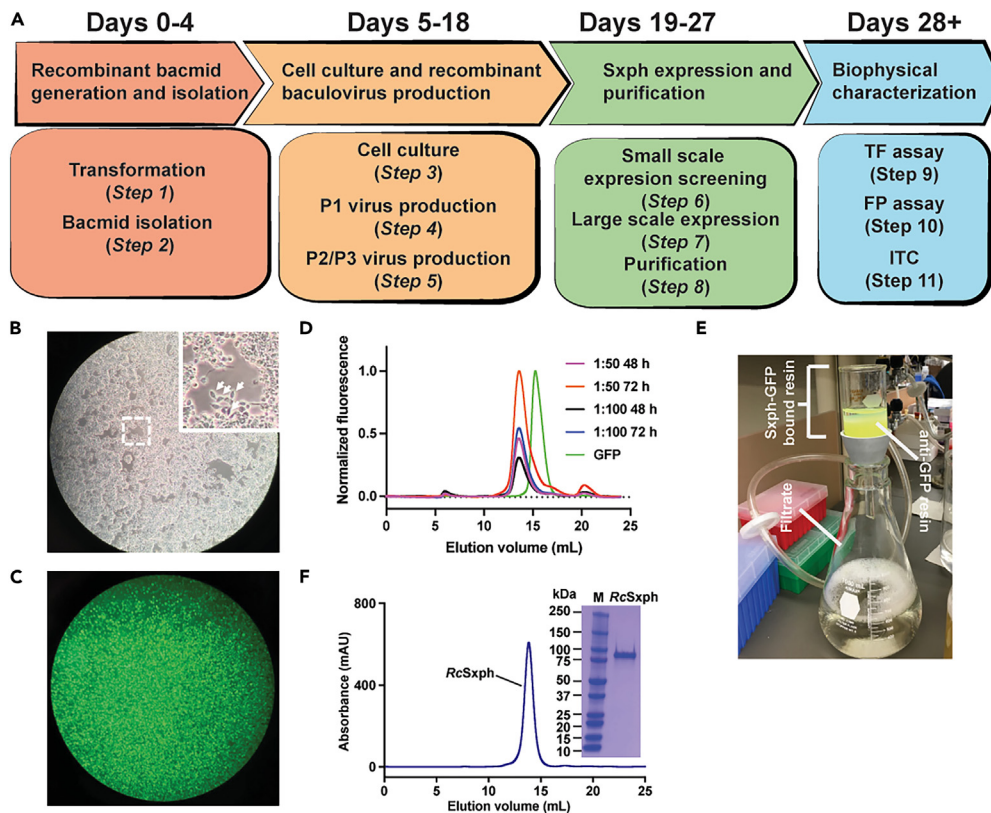 A
Days 0-4
Days 5-18
Days 19-27
Days 28+
Recombinant bacmid
generation and isolation
Cell culture and recombinant
baculovirus production
Sxph expression and
purification
Biophysical
characterization
Transformation
(Step 1)
Bacmid isolation
(Step 2)
Cell culture
(Step 3)
P1 virus production
(Step 4)
P2/P3 virus production
(Step 5)
Small scale
expresion screening
(Step 6)
Large scale expression
(Step 7)
Purification
(Step 8)
TF assay
(Step 9)
FP assay
(Step 10)
ITC
(Step 11)
B
C
D
Normalized fluorescence
1.0
0.5
0.0
0
5
10
15
20
25
Elution volume (mL)
1:50 48 h
1:50 72 h
1:100 48 h
1:100 72 h
GFP
E
Sxph-GFP
bound resin
anti-GFP resin
Filtrate
F
Absorbance (mAU)
800
400
0
0
5
10
15
20
25
Elution volume (mL)
RcSxph
kDa
M
RcSxph
250
150
100
75
50
37
25
20
15
10